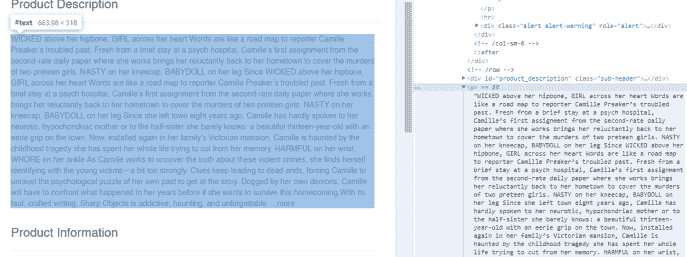 Product Description
#text 663.98 × 318
WICKED above her hipbone, GIRL across her heart Words are like a road map to reporter Camille
Preaker's troubled past. Fresh from a brief stay at a psych hospital, Camille's first assignment from the
second-rate daily paper where she works brings her reluctantly back to her hometown to cover the murders
of two preteen girls. NASTY on her kneecap, BABYDOLL on her leg Since WICKED above her hipbone,
GIRL across her heart Words are like a road map to reporter Camille Preaker's troubled past. Fresh from a
brief stay at a psych hospital, Camille's first assignment from the second-rate daily paper where she works
brings her reluctantly back to her hometown to cover the murders of two preteen girls. NASTY on her
kneecap, BABYDOLL on her leg Since she left town eight years ago, Camille has hardly spoken to her
neurotic, hypochondriac mother or to the half-sister she barely knows: a beautiful thirteen-year-old with an
eerie grip on the town. Now, installed again in her family's Victorian mansion, Camille is haunted by the
childhood tragedy she has spent her whole life trying to cut from her memory. HARMFUL on her wrist,
WHORE on her ankle As Camille works to uncover the truth about these violent crimes, she finds herself
identifying with the young victims—a bit too strongly. Clues keep leading to dead ends, forcing Camille to
unravel the psychological puzzle of her own past to get at the story. Dogged by her own demons, Camille
will have to confront what happened to her years before if she wants to survive this homecoming.With its
taut, crafted writing, Sharp Objects is addictive, haunting, and unforgettable. ...more
Product Information
</p>
<hr>
<div class="alert alert-warning" role="alert">…</div>
</div>
<!-- /col-sm-6 -->
::after
</div>
<!-- /row -->
<div id="product_description" class="sub-header">…</div>
<p> == $0
"WICKED above her hipbone, GIRL across her heart Words are
like a road map to reporter Camille Preaker's troubled
past. Fresh from a brief stay at a psych hospital,
Camille's first assignment from the second-rate daily paper
where she works brings her reluctantly back to her hometown
to cover the murders of two preteen girls. NASTY on her
kneecap, BABYDOLL on her leg Since WICKED above her
hipbone, GIRL across her heart Words are like a road map
to reporter Camille Preaker's troubled past. Fresh from a
brief stay at a psych hospital, Camille's first assignment
from the second-rate daily paper where she works brings
her reluctantly back to her hometown to cover the murders
of two preteen girls. NASTY on her kneecap, BABYDOLL on
her leg Since she left town eight years ago, Camille has
hardly spoken to her neurotic, hypochondriac mother or to
the half-sister she barely knows: a beautiful thirteen-
year-old with an eerie grip on the town. Now, installed
again in her family's Victorian mansion, Camille is
haunted by the childhood tragedy she has spent her whole
life trying to cut from her memory. HARMFUL on her wrist,